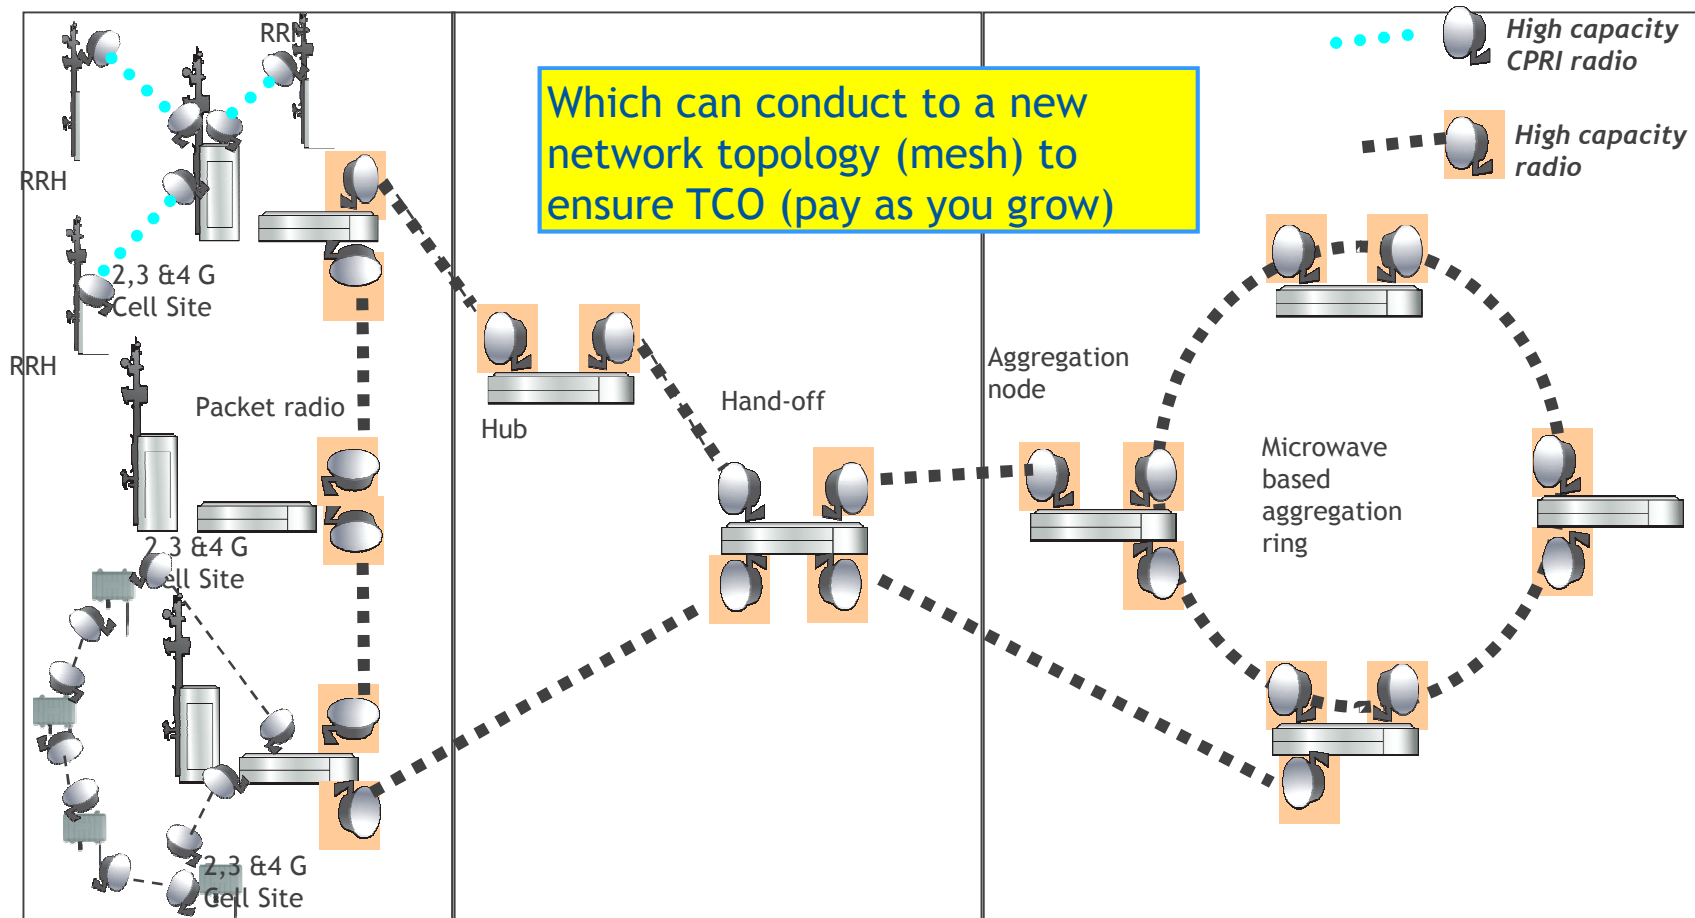 RRH
High capacity
CPRI radio
Which can conduct to a new
network topology (mesh) to
ensure TCO (pay as you grow)
High capacity
radio
RRH
2,3 &4 G
Cell Site
RRH
Packet radio
Hub
Hand-off
Aggregation
node
Microwave
based
aggregation
ring
2,3 &4 G
Cell Site
2,3 &4 G
Cell Site